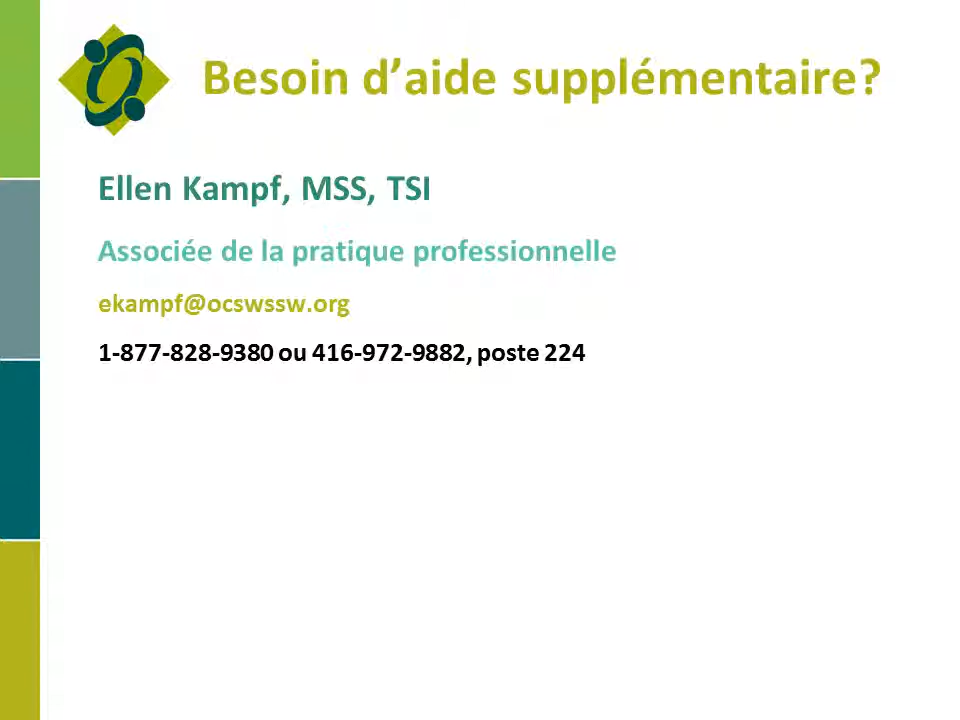 Besoin d’aide supplémentaire?
Ellen Kampf, MSS, TSI
Associée de la pratique professionnelle
ekampf@ocswssw.org
1-877-828-9380 ou 416-972-9882, poste 224